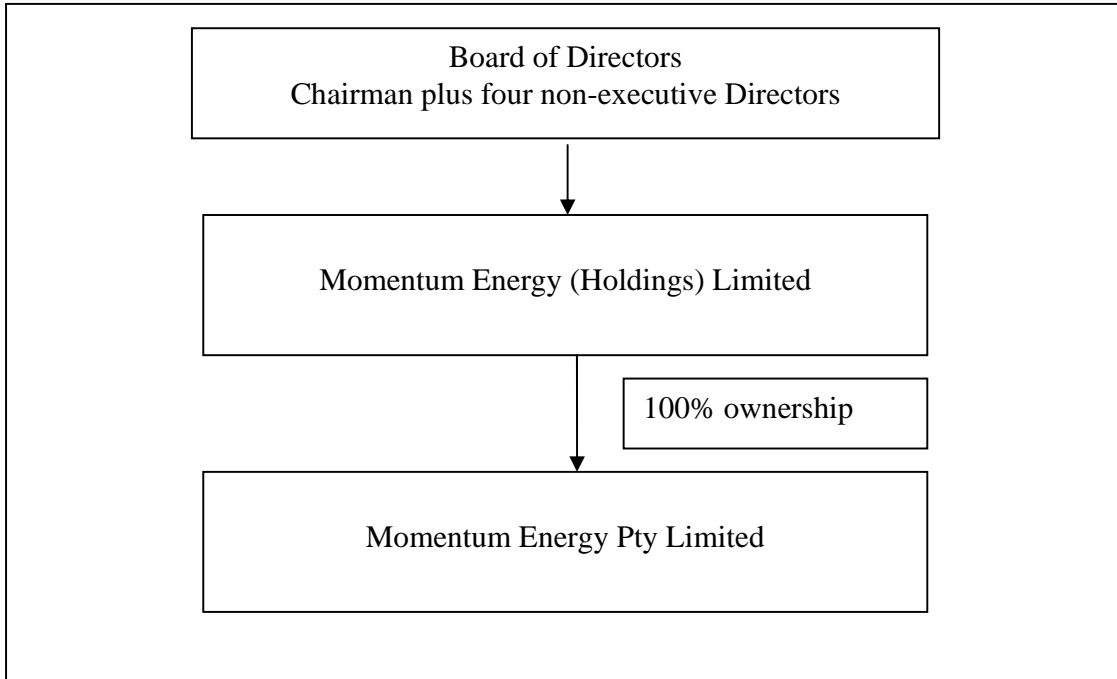 Board of Directors
Chairman plus four non-executive Directors
Momentum Energy (Holdings) Limited
100% ownership
Momentum Energy Pty Limited